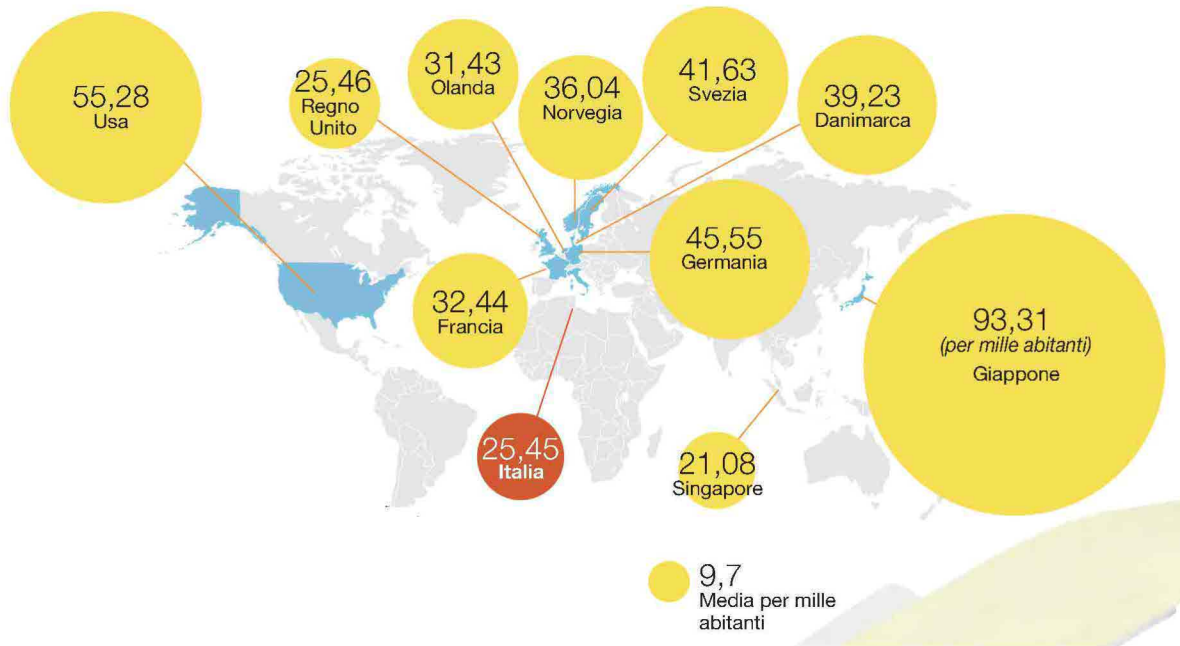 55,28
Usa
25,46
Regno
Unito
31,43
Olanda
36,04
Norvegia
41,63
Svezia
39,23
Danimarca
32,44
Francia
45,55
Germania
93,31
(per mille abitanti)
Giappone
25,45
Italia
21,08
Singapore
9,7
Media per mille
abitanti